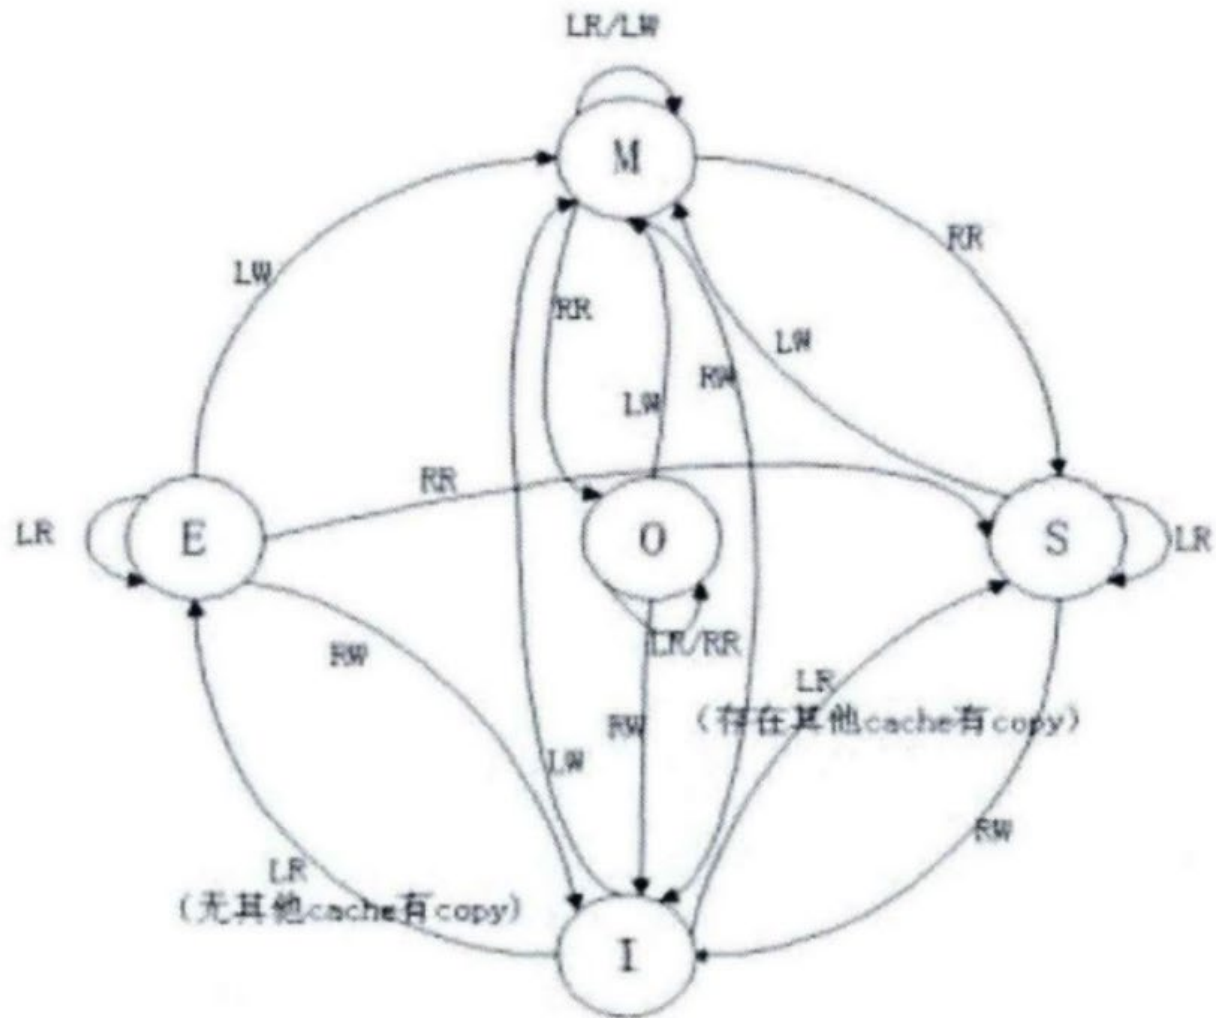 LR/LW
M
RR
LW
RR
LW
RW
LW
RR
LR
E
O
S
LR
LR/RR
RW
LR
RW
(存在其他cache有copy)
LW
RW
LR
(无其他cache有copy)
I